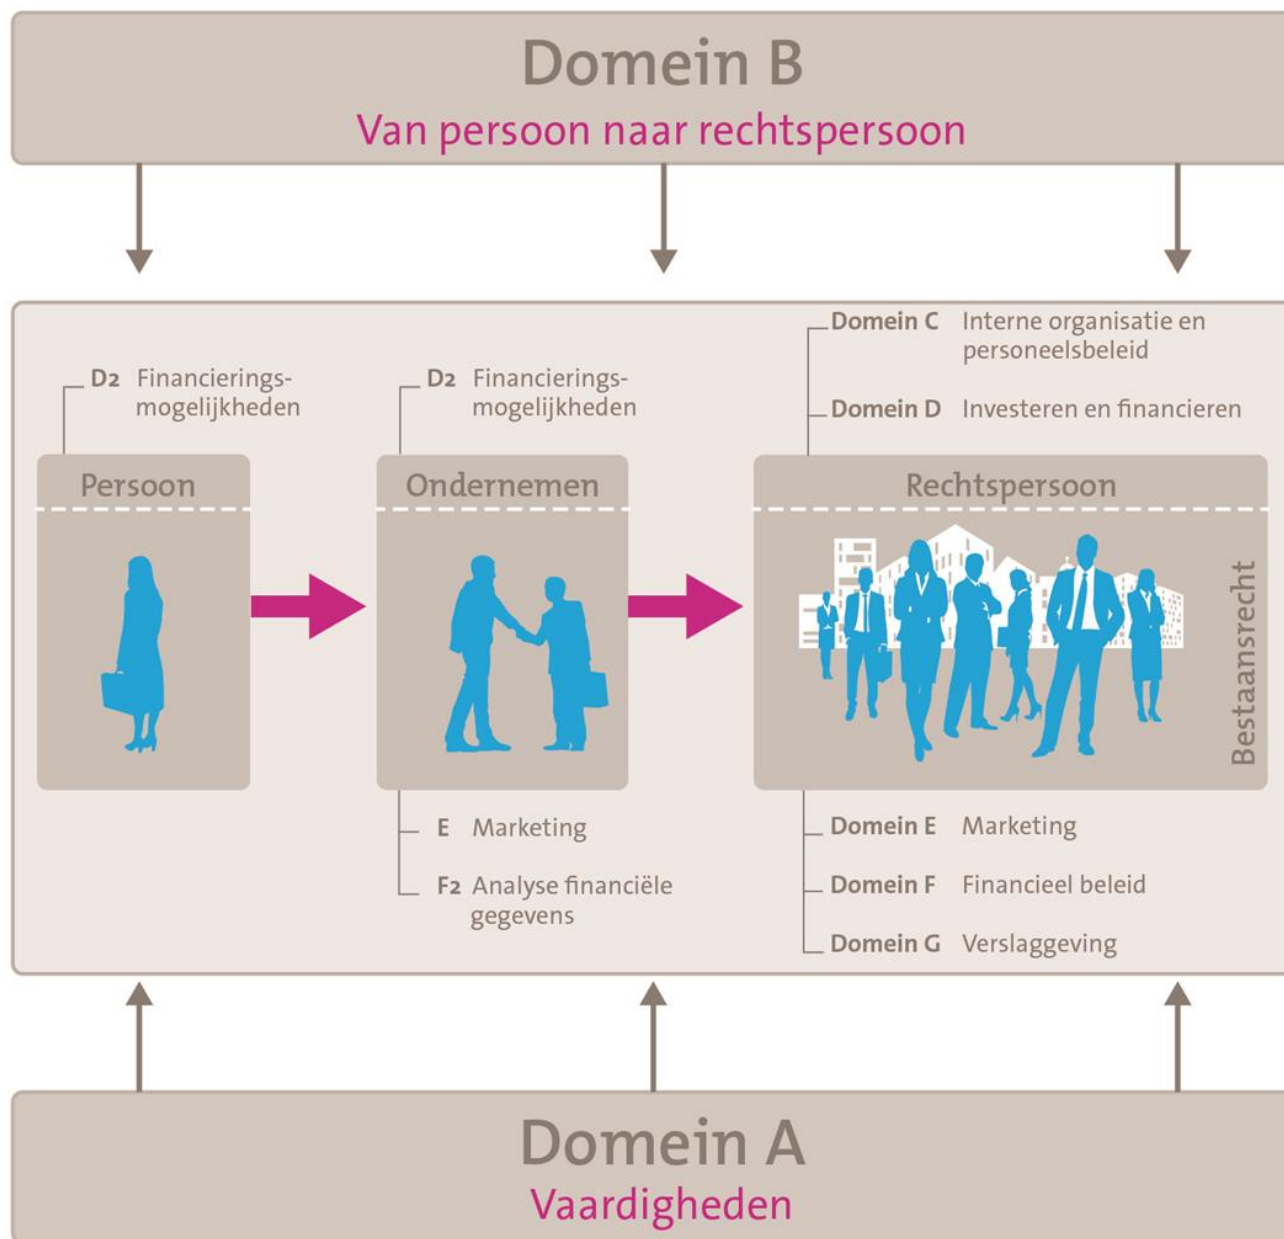 Domein B
Van persoon naar rechtspersoon
D2 Financierings-
mogelijkheden
Persoon
D2 Financierings-
mogelijkheden
Ondernemen
E Marketing
F2 Analyse financiële
gegevens
Domein C Interne organisatie en
personeelsbeleid
Domein D Investeren en financieren
Rechtspersoon
Bestaansrecht
Domein E Marketing
Domein F Financieel beleid
Domein G Verslaggeving
Domein A
Vaardigheden